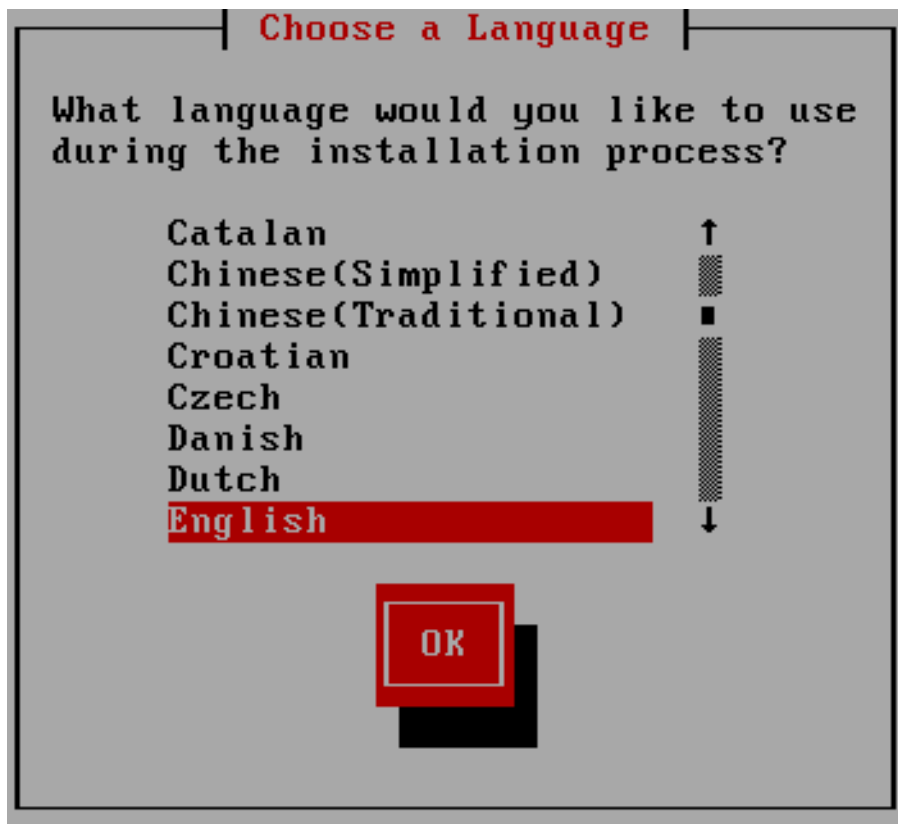 Choose a Language
What language would you like to use
during the installation process?
Catalan
Chinese(Simplified)
Chinese(Traditional)
Croatian
Czech
Danish
Dutch
English
OK